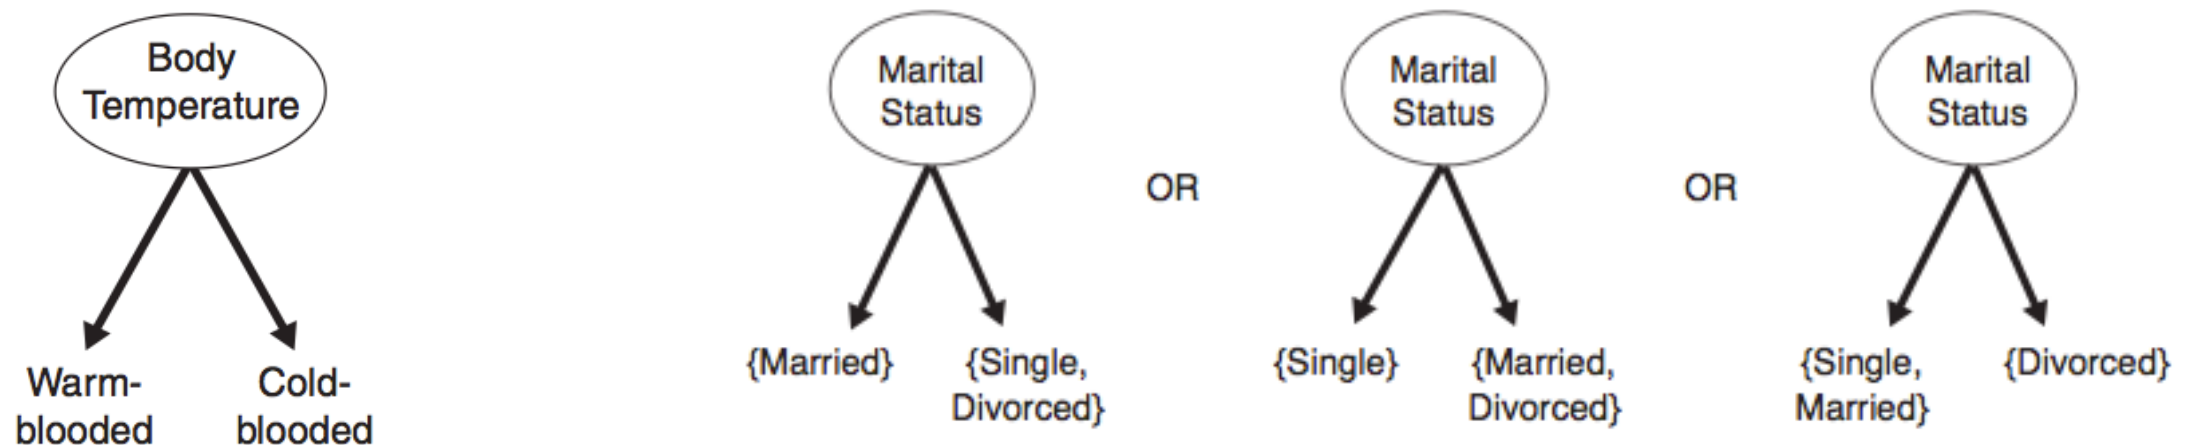 Body
Temperature
Warm-
blooded
Cold-
blooded
Marital
Status
{Married}
{Single,
Divorced}
OR
Marital
Status
{Single}
{Married,
Divorced}
OR
Marital
Status
{Single,
Married}
{Divorced}